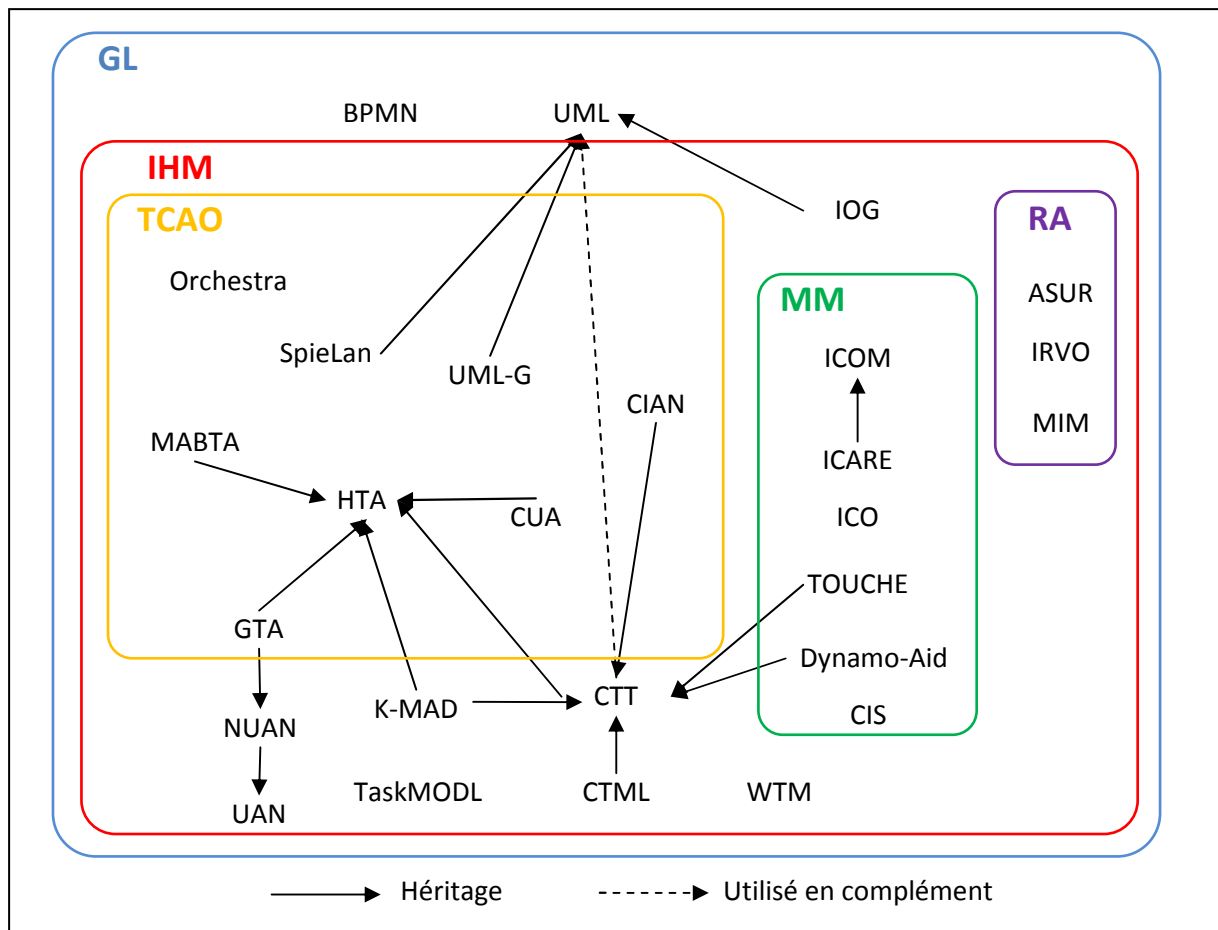 GL
BPMN UML
IHM
TCAO
IOG
RA
Orchestra
MM
ASUR
SpieLan
UML-G
ICOM
IRVO
CIAN
MIM
MABTA
ICARE
HTA
CUA
ICO
TOUCHE
GTA
Dynamo-Aid
K-MAD
CTT
NUAN
CIS
UAN
TaskMODL
CTML
WTM
Héritage
Utilisé en complément